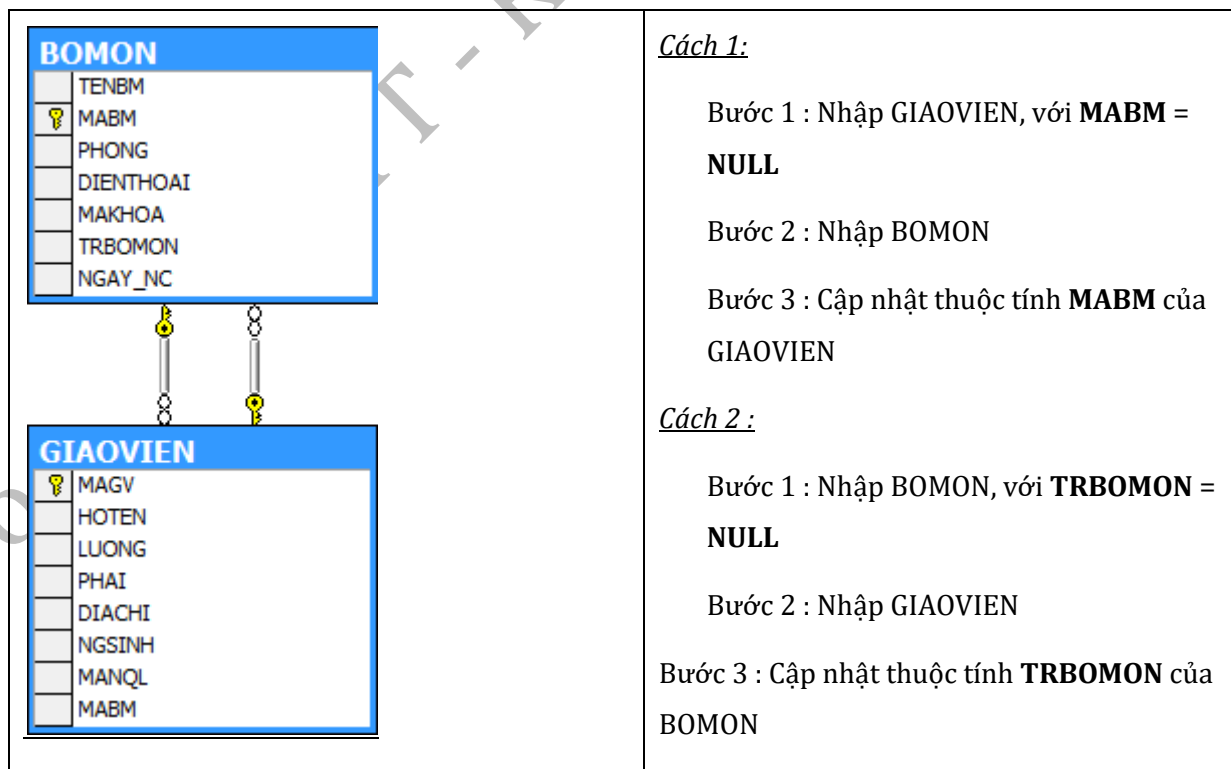 BOMON
TENBM
MABM
PHONG
DIENTHOAI
MAKHOA
TRBOMON
NGAY_NC
GIAOVIEN
MAGV
HOTEN
LUONG
PHAI
DIACHI
NGSINH
MANQL
MABM
Cách 1:
Bước 1 : Nhập GIAOVIEN, với MABM =
NULL
Bước 2 : Nhập BOMON
Bước 3 : Cập nhật thuộc tính MABM của
GIAOVIEN
Cách 2 :
Bước 1 : Nhập BOMON, với TRBOMON =
NULL
Bước 2 : Nhập GIAOVIEN
Bước 3 : Cập nhật thuộc tính TRBOMON của
BOMON